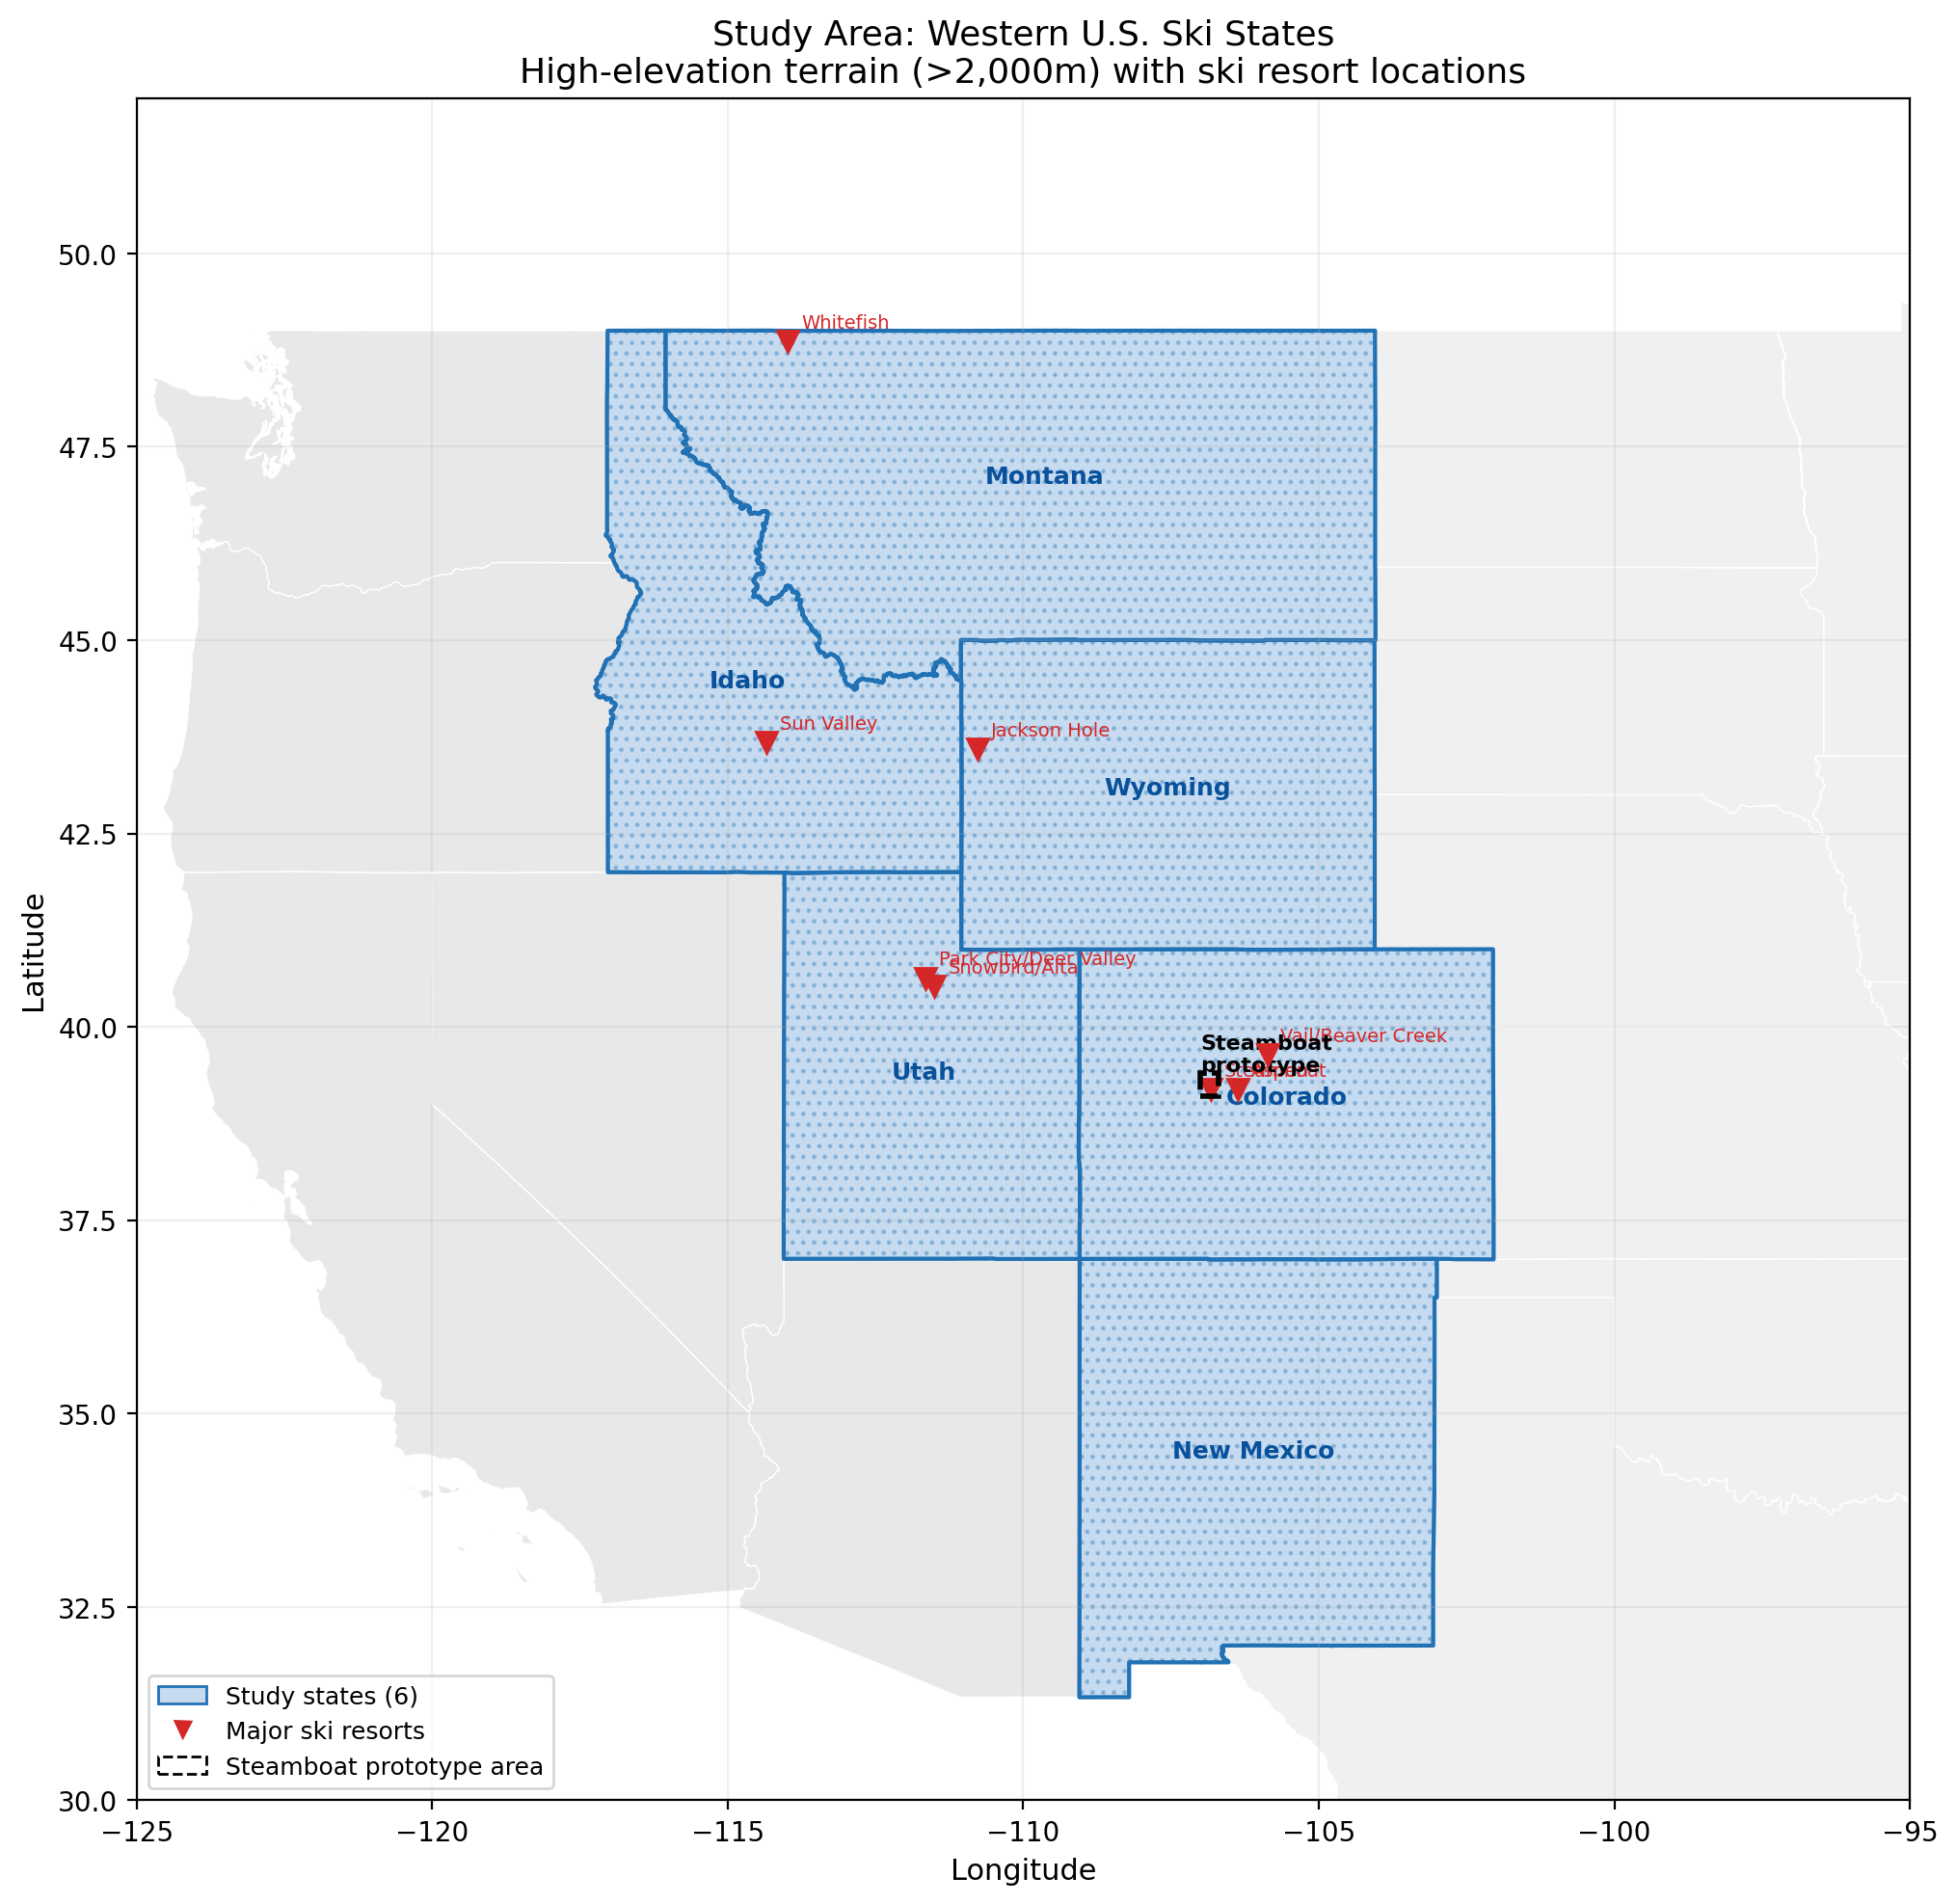 Study Area: Western U.S. Ski States
High-elevation terrain (>2,000m) with ski resort locations
Latitude
50.0
47.5
45.0
42.5
40.0
37.5
35.0
32.5
30.0
Whitefish
Montana
Idaho
Sun Valley
Jackson Hole
Wyoming
Park City/Deer Valley
Snowbird/Alta
Vail/Beaver Creek
Steamboat
prototype
Steamboat
Aspen
Utah
Colorado
New Mexico
Study states (6)
Major ski resorts
Steamboat prototype area
−125
−120
−115
−110
−105
−100
−95
Longitude